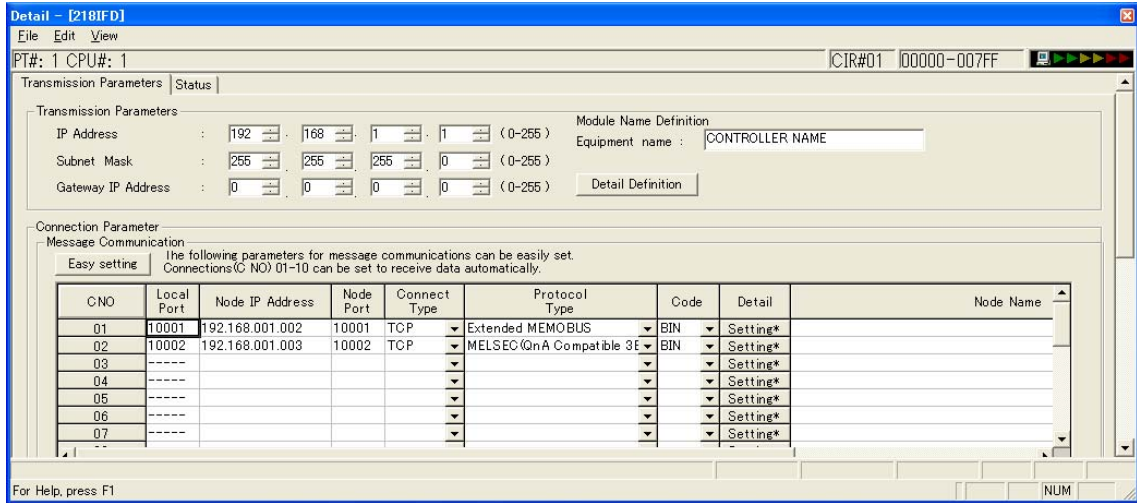 Detail - [218IFD]
File Edit View
PT#: 1 CPU#: 1 CIR#01 00000-007FF
Transmission Parameters Status
Transmission Parameters
IP Address : 192 . 168 . 1 . 1 (0-255)
Subnet Mask : 255 . 255 . 255 . 0 (0-255)
Gateway IP Address : 0 . 0 . 0 . 0 (0-255)
Module Name Definition
Equipment name : CONTROLLER NAME
Detail Definition
Connection Parameter
Message Communication
Easy setting
The following parameters for message communications can be easily set.
Connections(C NO) 01-10 can be set to receive data automatically.
CNO Local Port Node IP Address Node Port Connect Type Protocol Type Code Detail Node Name
01 10001 192.168.001.002 10001 TCP Extended MEMOBUS BIN Setting*
02 10002 192.168.001.003 10002 TCP MELSEC(QnA Compatible 3E BIN Setting*
03 ----- Setting*
04 ----- Setting*
05 ----- Setting*
06 ----- Setting*
07 ----- Setting*
For Help, press F1 NUM